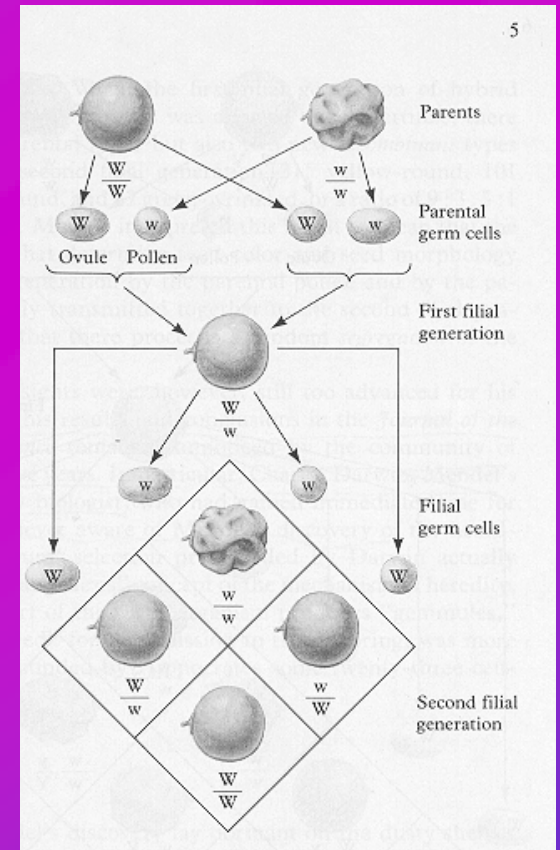 5
Parents
W
W
w
w
W
w
W
w
Parental
germ cells
Ovule Pollen
First filial
generation
W
w
w
w
Filial
germ cells
W
W
w
w
W
w
w
W
Second filial
generation
W
W